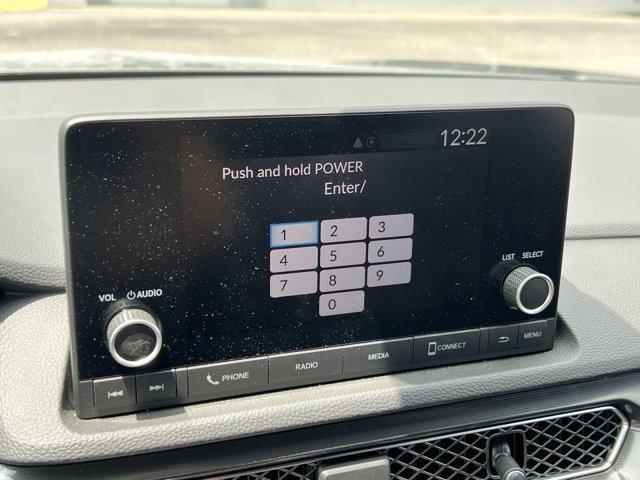 12:22
Push and hold POWER
Enter/
1 2 3
4 5 6
7 8 9
0
VOL AUDIO
LIST SELECT
PHONE RADIO MEDIA CONNECT MENU